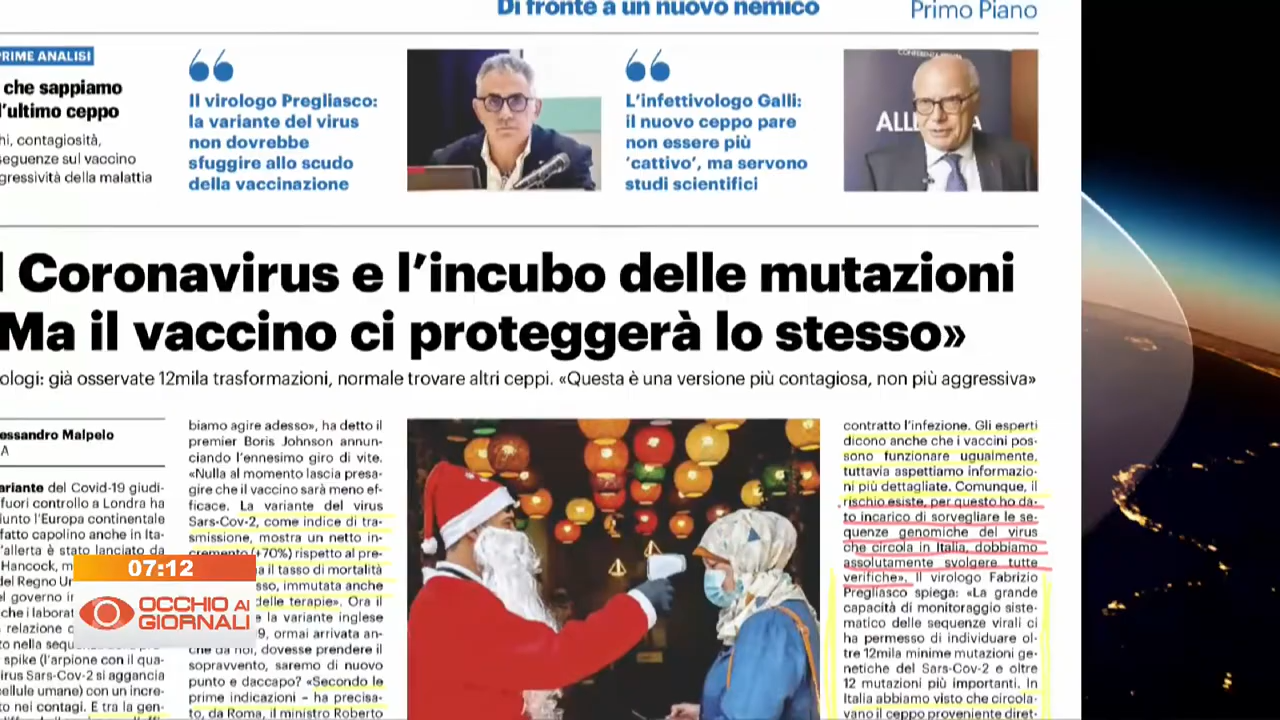 Di fronte a un nuovo nemico
Primo Piano
PRIME ANALISI
che sappiamo
l'ultimo ceppo
hi, contagiosità,
seguenze sul vaccino
gressività della malattia
Il virologo Pregliasco:
la variante del virus
non dovrebbe
sfuggire allo scudo
della vaccinazione
L'infettivologo Galli:
il nuovo ceppo pare
non essere più
'cattivo', ma servono
studi scientifici
l Coronavirus e l'incubo delle mutazioni
Ma il vaccino ci proteggerà lo stesso»
ologi: già osservate 12mila trasformazioni, normale trovare altri ceppi. «Questa è una versione più contagiosa, non più aggressiva»
essandro Malpelo
A
ariante del Covid-19 giudi-
fuori controllo a Londra ha
iunto l'Europa continentale
fatto capolino anche in Ita-
'allerta è stato lanciato da
Hancock, m
del Regno Ur
el governo in
che i laborat
relazione c
to nella seque
spike (l'arpione con il qua-
irus Sars-Cov-2 si aggancia
cellule umane) con un incre-
to nei contagi. E tra la gen-
biamo agire adesso», ha detto il
premier Boris Johnson annun-
ciando l'ennesimo giro di vite.
«Nulla al momento lascia presa-
gire che il vaccino sarà meno ef-
ficace. La variante del virus
Sars-Cov-2, come indice di tra-
smissione, mostra un netto in-
cremento (+70%) rispetto al pre-
a il tasso di mortalità
sso, immutata anche
delle terapie». Ora il
e la variante inglese
9, ormai arrivata an-
che da noi, dovesse prendere il
sopravvento, saremo di nuovo
punto e daccapo? «Secondo le
prime indicazioni – ha precisa-
to, da Roma, il ministro Roberto
contratto l'infezione. Gli esperti
dicono anche che i vaccini pos-
sono funzionare ugualmente,
tuttavia aspettiamo informazio-
ni più dettagliate. Comunque, il
rischio esiste, per questo ho da-
to incarico di sorvegliare le se-
quenze genomiche del virus
che circola in Italia, dobbiamo
assolutamente svolgere tutte
verifiche». Il virologo Fabrizio
Pregliasco spiega: «La grande
capacità di monitoraggio siste-
matico delle sequenze virali ci
ha permesso di individuare ol-
tre 12mila minime mutazioni ge-
netiche del Sars-Cov-2 e oltre
12 mutazioni più importanti. In
Italia abbiamo visto che circola-
vano il ceppo proveniente diret-
07:12
OCCHIO AI
GIORNALI